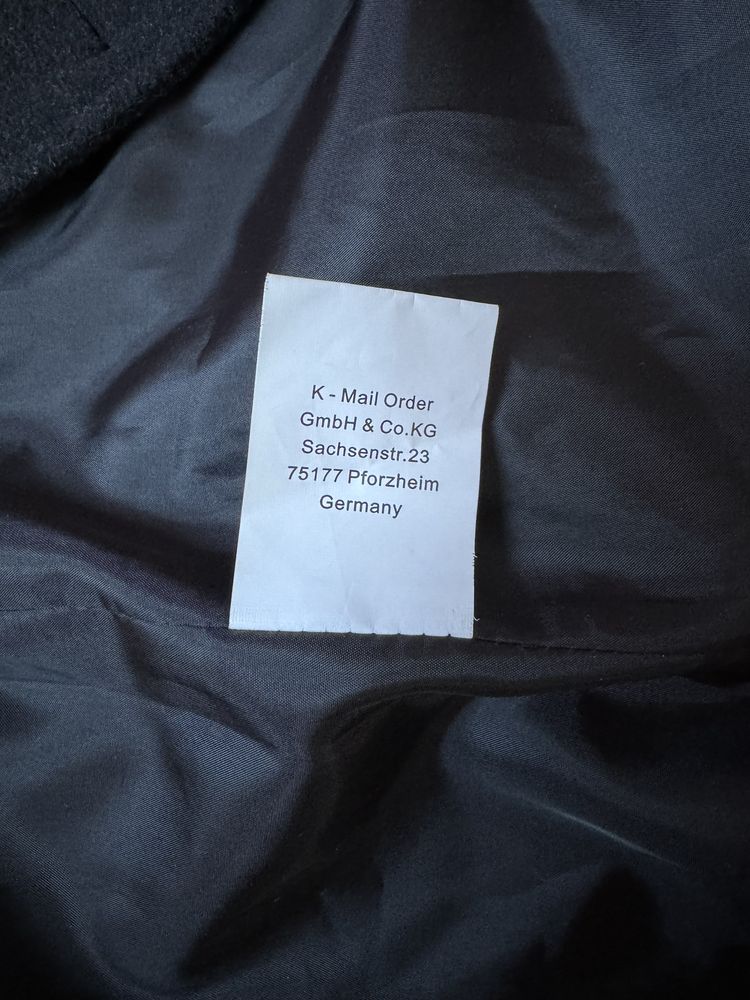 K - Mail Order
GmbH & Co.KG
Sachsenstr.23
75177 Pforzheim
Germany